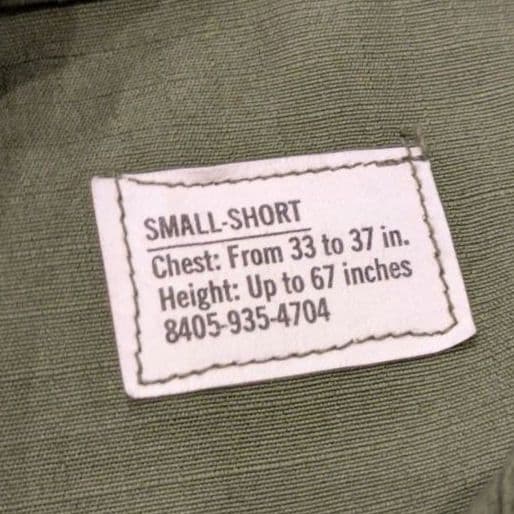 SMALL-SHORT
Chest: From 33 to 37 in.
Height: Up to 67 inches
8405-935-4704